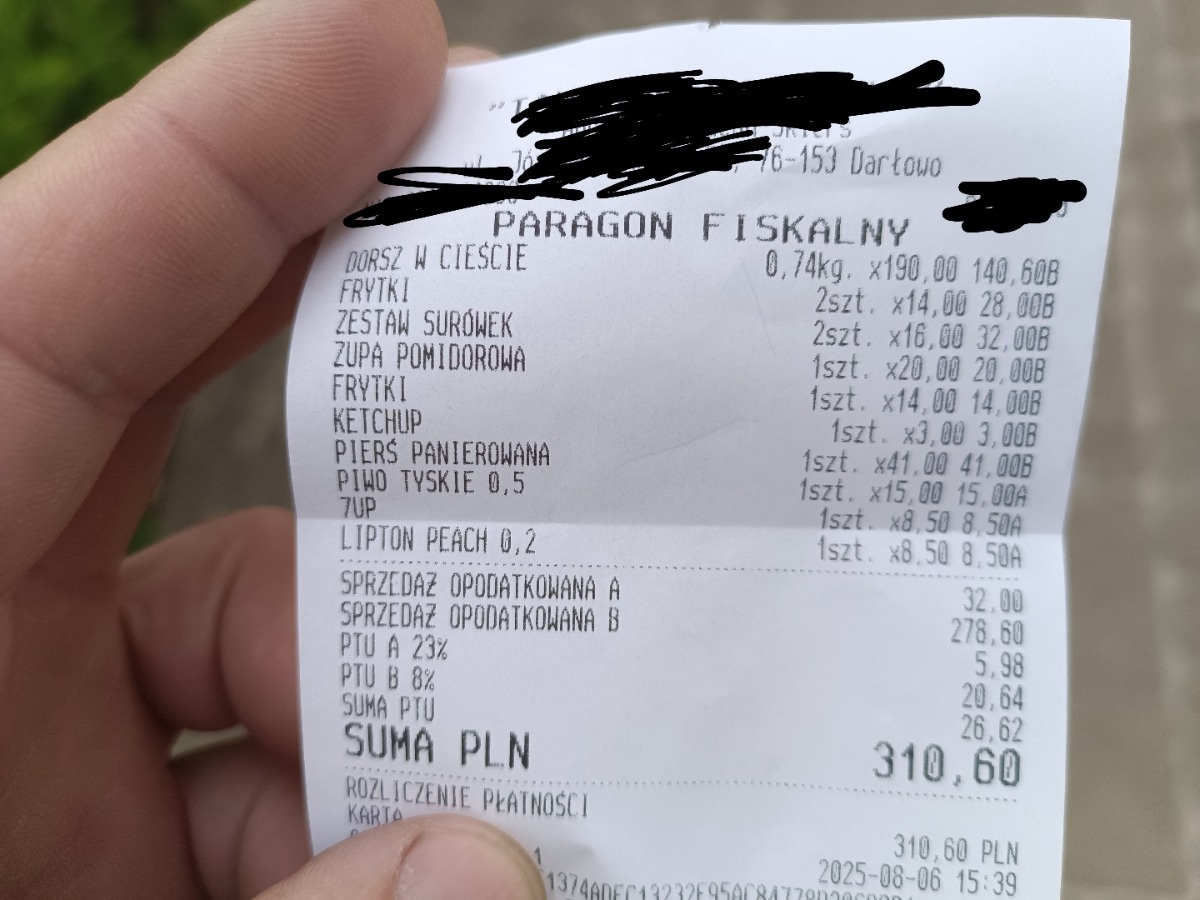 76-153 Darłowo
PARAGON FISKALNY
DORSZ W CIEŚCIE 0,74kg. x190,00 140,60B
FRYTKI 2szt. x14,00 28,00B
ZESTAW SURÓWEK 2szt. x16,00 32,00B
ZUPA POMIDOROWA 1szt. x20,00 20,00B
FRYTKI 1szt. x14,00 14,00B
KETCHUP 1szt. x3,00 3,00B
PIERŚ PANIEROWANA 1szt. x41,00 41,00B
PIWO TYSKIE 0,5 1szt. x15,00 15,00A
7UP 1szt. x8,50 8,50A
LIPTON PEACH 0,2 1szt. x8,50 8,50A
SPRZEDAŻ OPODATKOWANA A 32,00
SPRZEDAŻ OPODATKOWANA B 278,60
PTU A 23% 5,98
PTU B 8% 20,64
SUMA PTU 26,62
SUMA PLN 310,60
ROZLICZENIE PŁATNOŚCI
KARTA 310,60 PLN
1 2025-08-06 15:39